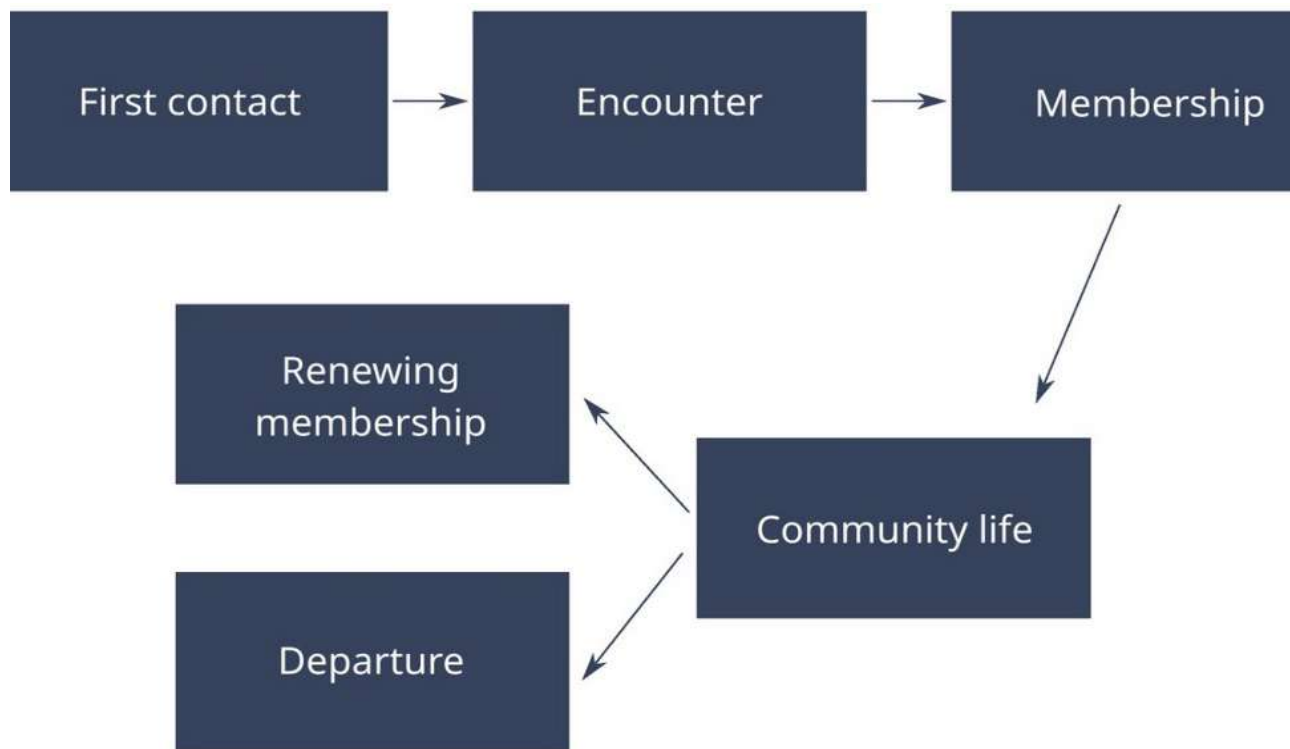 First contact
Encounter
Membership
Renewing
membership
Community life
Departure